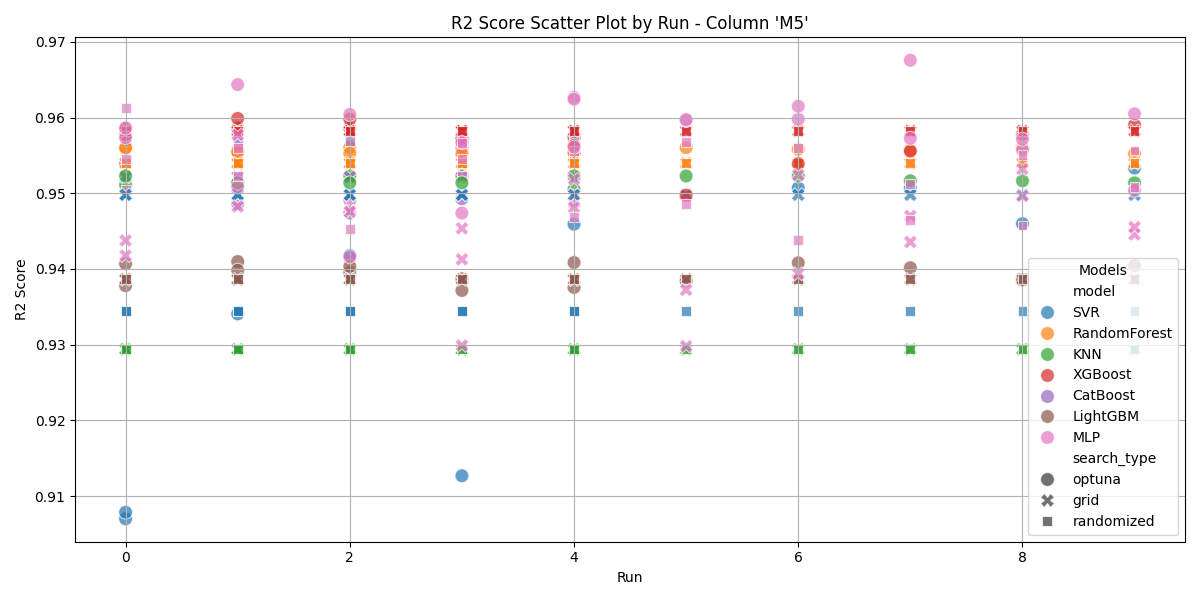 R2 Score Scatter Plot by Run - Column 'M5'
0.97
0.96
0.95
0.94
0.93
0.92
0.91
R2 Score
0 2 4 6 8
Run
Models
model
SVR
RandomForest
KNN
XGBoost
CatBoost
LightGBM
MLP
search_type
optuna
grid
randomized